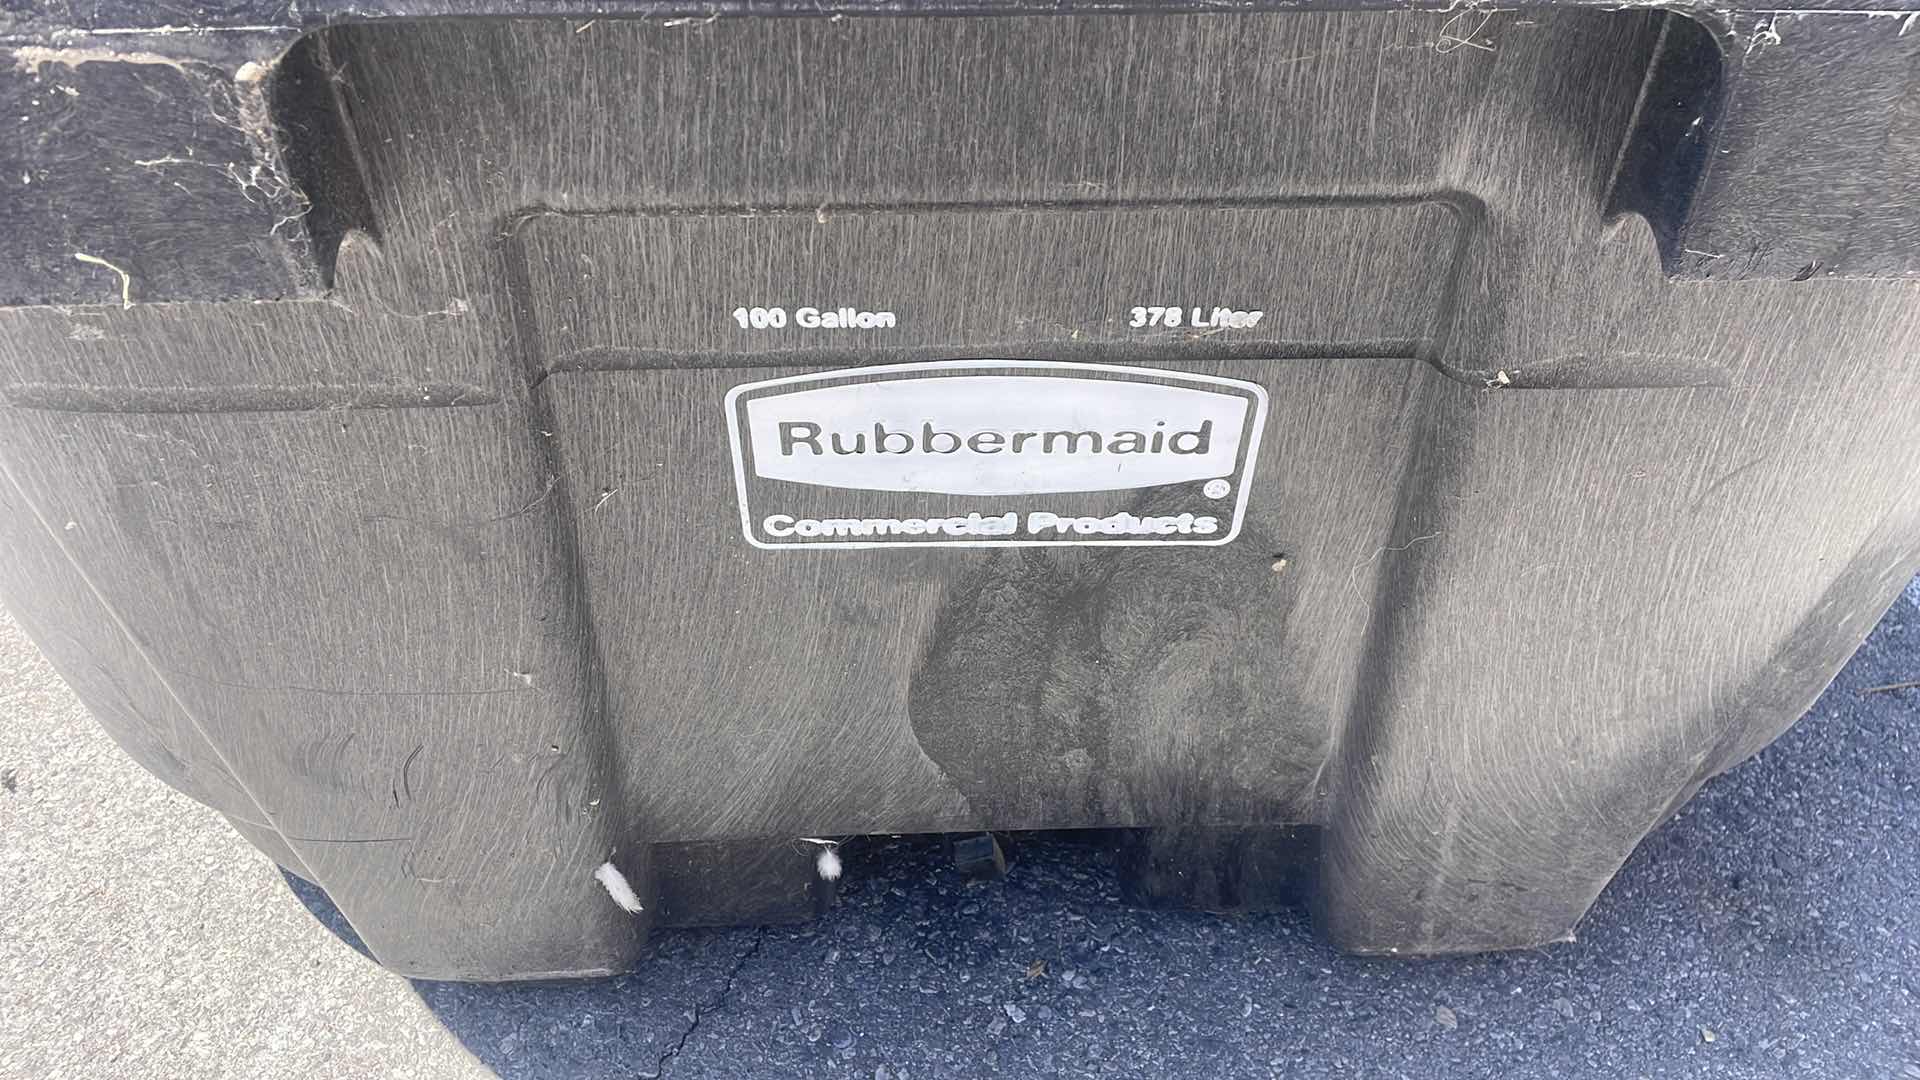 100 Gallon 378 Liter
Rubbermaid
®
Commercial Products